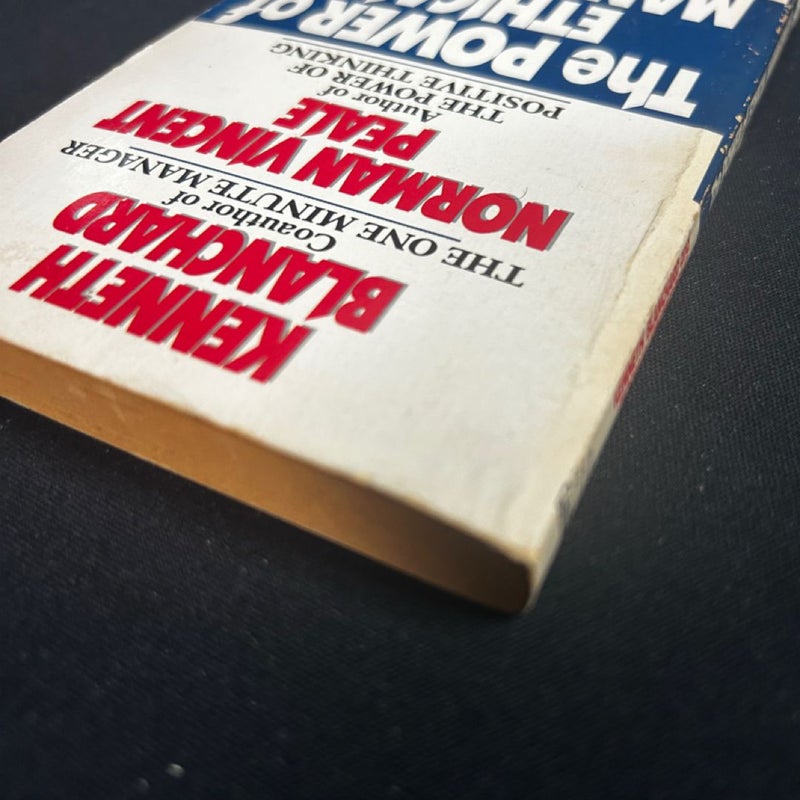 KENNETH
BLANCHARD
Coauthor of
THE ONE MINUTE MANAGER
NORMAN VINCENT
PEALE
Author of
THE POWER OF
POSITIVE THINKING
The POWER of